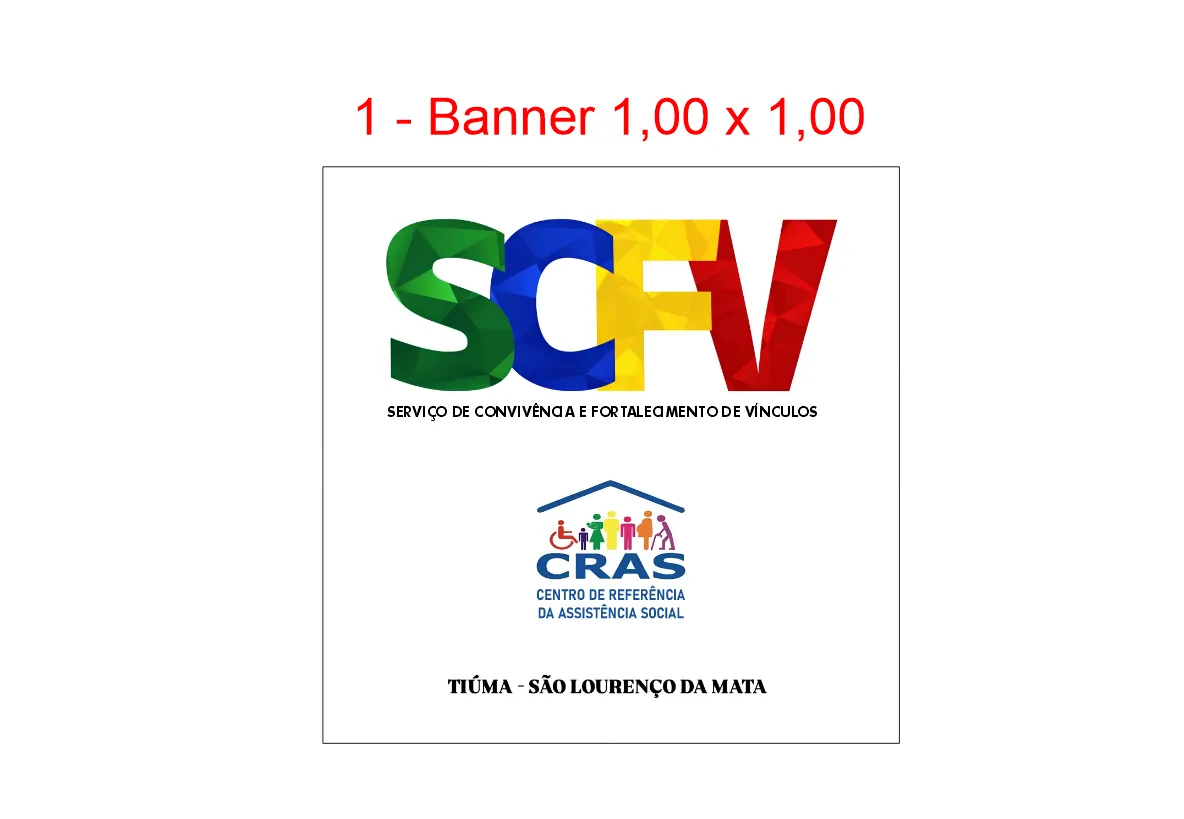 1 - Banner 1,00 x 1,00
SCFV
SERVIÇO DE CONVIVÊNCIA E FORTALECIMENTO DE VÍNCULOS
CRAS
CENTRO DE REFERÊNCIA
DA ASSISTÊNCIA SOCIAL
TIÚMA - SÃO LOURENÇO DA MATA